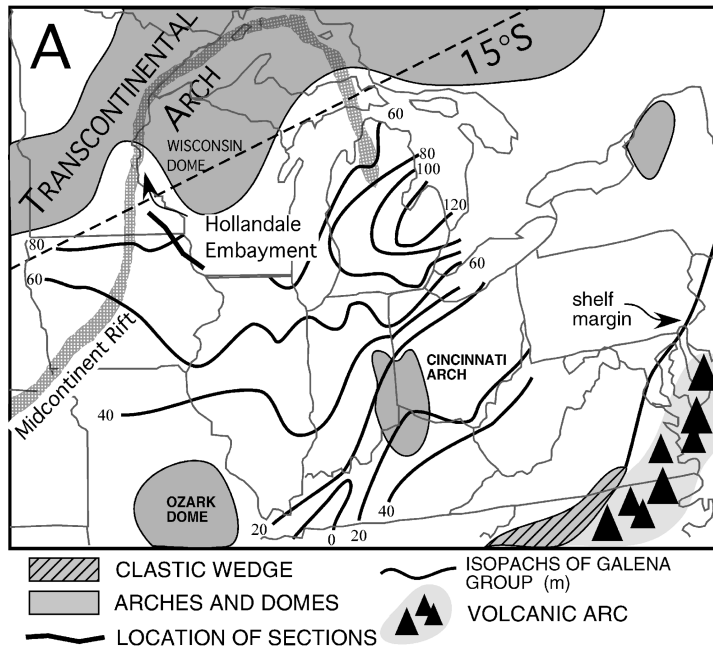 A
TRANSCONTINENTAL
ARCH
15°S
WISCONSIN
DOME
60
80
100
120
Hollandale
Embayment
80
60
60
shelf
margin
Midcontinent Rift
CINCINNATI
ARCH
40
OZARK
DOME
20
0
20
40
CLASTIC WEDGE
ARCHES AND DOMES
LOCATION OF SECTIONS
ISOPACHS OF GALENA
GROUP (m)
VOLCANIC ARC